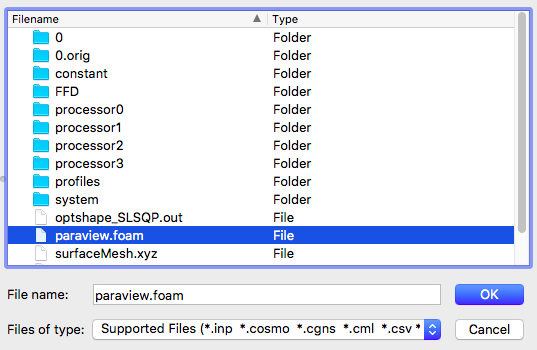 Filename Type
0 Folder
0.orig Folder
constant Folder
FFD Folder
processor0 Folder
processor1 Folder
processor2 Folder
processor3 Folder
profiles Folder
system Folder
optshape_SLSQP.out File
paraview.foam File
surfaceMesh.xyz File
File name: paraview.foam OK
Files of type: Supported Files (*.inp *.cosmo *.cgns *.cml *.csv * Cancel